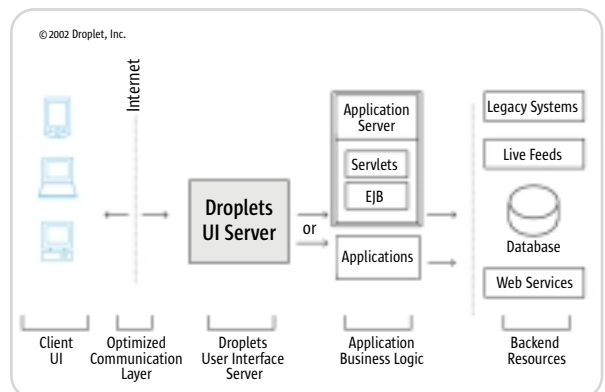 © 2002 Droplet, Inc.
Internet
Application
Server
Servlets
EJB
Legacy Systems
Live Feeds
Database
Web Services
Droplets
UI Server
or
Applications
Client
UI
Optimized
Communication
Layer
Droplets
User Interface
Server
Application
Business Logic
Backend
Resources